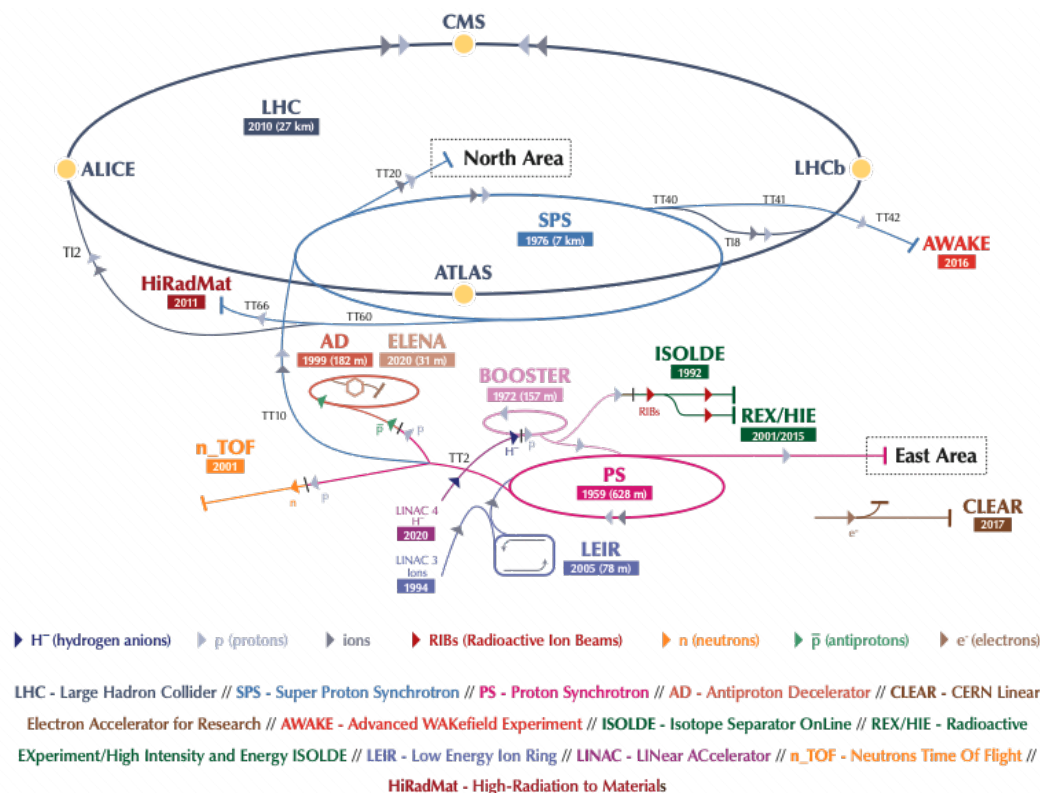 CMS
LHC
2010 (27 km)
North Area
TT20
ALICE
LHCb
TT40
TT41
SPS
1976 (7 km)
TT42
TI8
TI2
AWAKE
2016
ATLAS
HiRadMat
2011
TT66
TT60
AD
1999 (182 m)
ELENA
2020 (31 m)
ISOLDE
1992
BOOSTER
1972 (157 m)
RIBs
REX/HIE
2001/2015
TT10
p̅
p
H⁻
p
n_TOF
2001
TT2
East Area
PS
1959 (628 m)
n
p
LINAC 4
H⁻
2020
CLEAR
2017
e⁻
LINAC 3
Ions
1994
LEIR
2005 (78 m)
H⁻ (hydrogen anions)
p (protons)
ions
RIBs (Radioactive Ion Beams)
n (neutrons)
p̅ (antiprotons)
e⁻ (electrons)
LHC - Large Hadron Collider // SPS - Super Proton Synchrotron // PS - Proton Synchrotron // AD - Antiproton Decelerator // CLEAR - CERN Linear
Electron Accelerator for Research // AWAKE - Advanced WAKefield Experiment // ISOLDE - Isotope Separator OnLine // REX/HIE - Radioactive
EXperiment/High Intensity and Energy ISOLDE // LEIR - Low Energy Ion Ring // LINAC - LINear ACcelerator // n_TOF - Neutrons Time Of Flight //
HiRadMat - High-Radiation to Materials